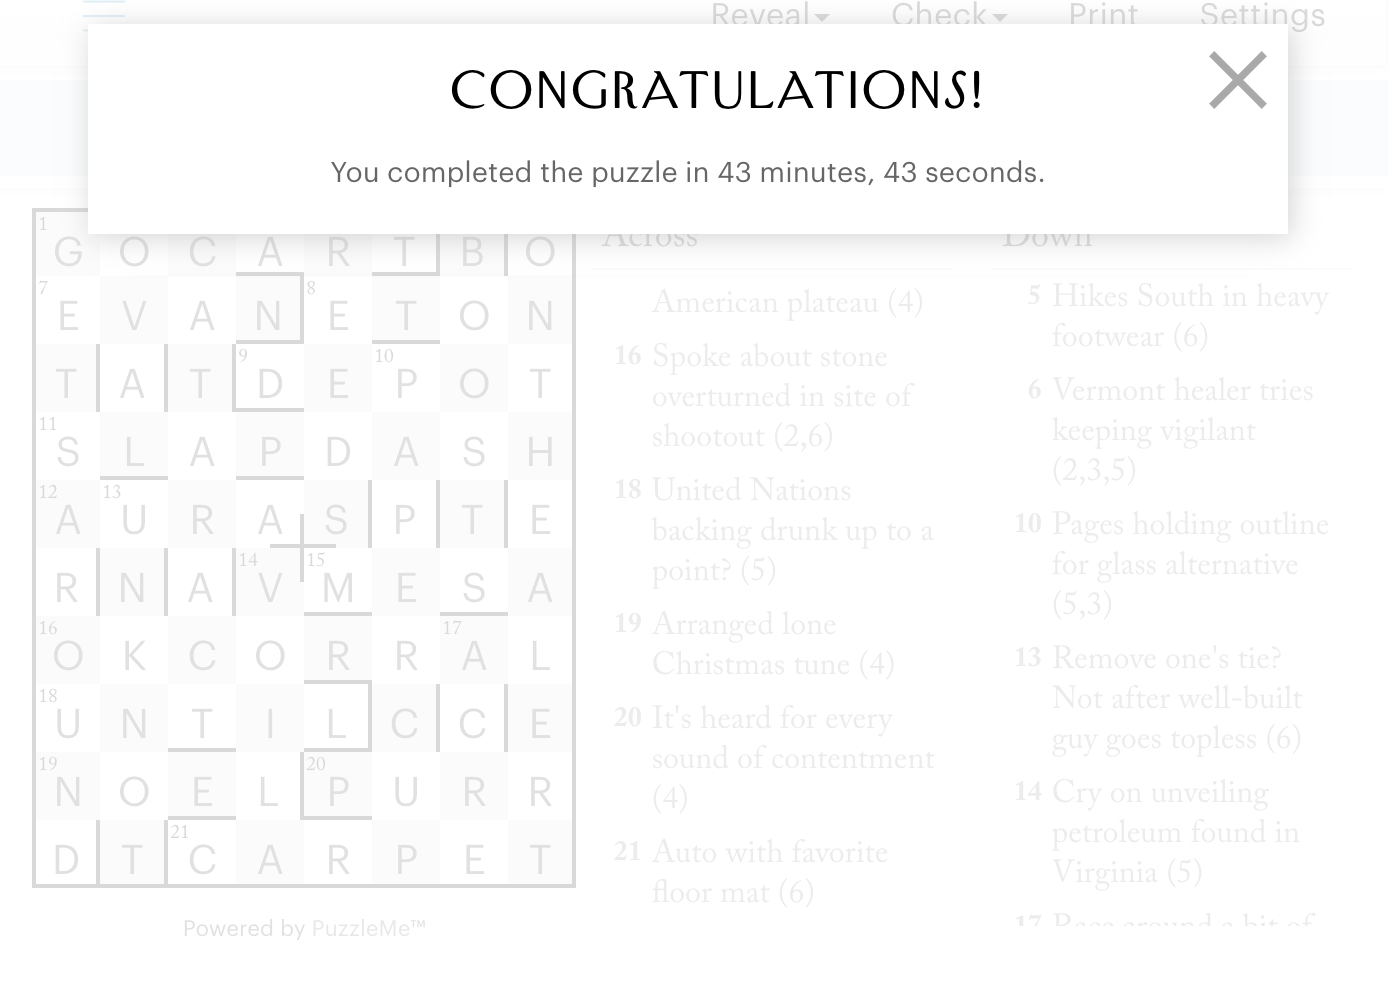 Reveal Check Print Settings
CONGRATULATIONS!
You completed the puzzle in 43 minutes, 43 seconds.
1 G O C A R T B O
7 E V A N 8 E T O N
T A T 9 D E 10 P O T
11 S L A P D A S H
12 A 13 U R A S P T E
R N A 14 V 15 M E S A
16 O K C O R R 17 A L
18 U N T I L C C E
19 N O E L 20 P U R R
D T 21 C A R P E T
Powered by PuzzleMe™
Across
American plateau (4)
16 Spoke about stone
overturned in site of
shootout (2,6)
18 United Nations
backing drunk up to a
point? (5)
19 Arranged lone
Christmas tune (4)
20 It's heard for every
sound of contentment
(4)
21 Auto with favorite
floor mat (6)
Down
5 Hikes South in heavy
footwear (6)
6 Vermont healer tries
keeping vigilant
(2,3,5)
10 Pages holding outline
for glass alternative
(5,3)
13 Remove one's tie?
Not after well-built
guy goes topless (6)
14 Cry on unveiling
petroleum found in
Virginia (5)
17 Race around a bit of